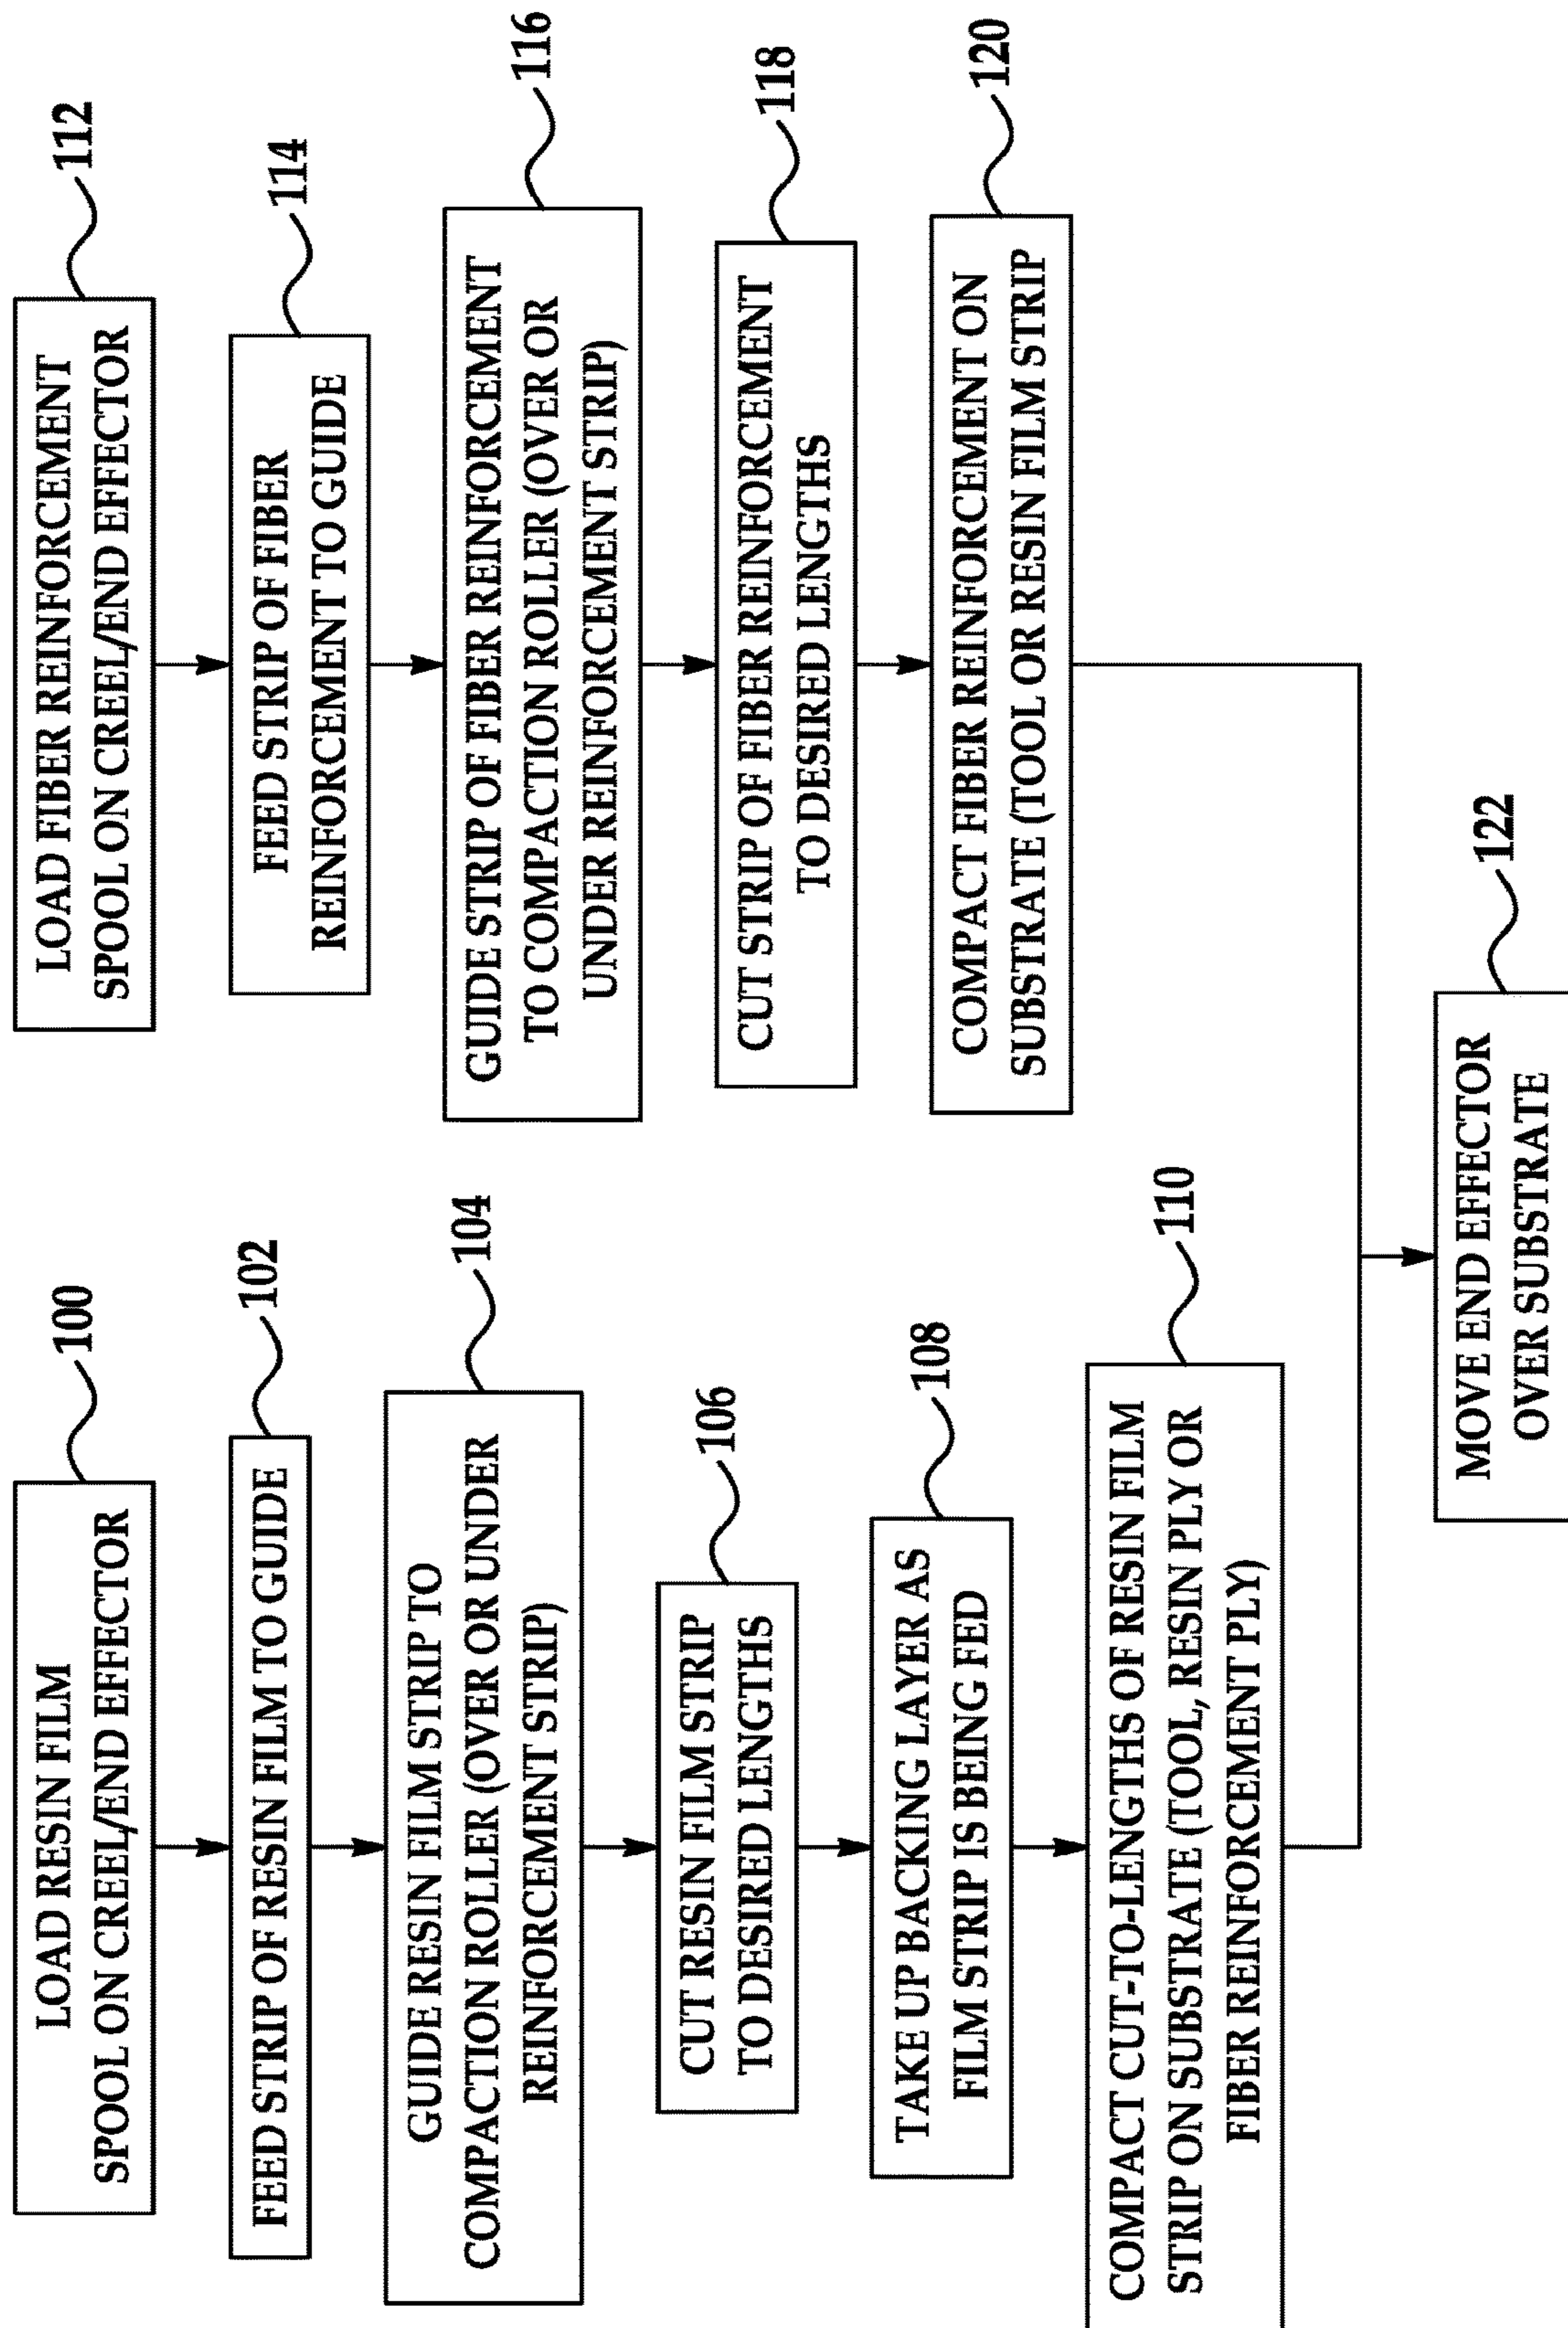 LOAD RESIN FILM
SPOOL ON CREEL/END EFFECTOR
100
FEED STRIP OF RESIN FILM TO GUIDE
102
GUIDE RESIN FILM STRIP TO
COMPACTION ROLLER (OVER OR UNDER
REINFORCEMENT STRIP)
104
CUT RESIN FILM STRIP
TO DESIRED LENGTHS
106
TAKE UP BACKING LAYER AS
FILM STRIP IS BEING FED
108
COMPACT CUT-TO-LENGTHS OF RESIN FILM
STRIP ON SUBSTRATE (TOOL, RESIN PLY OR
FIBER REINFORCEMENT PLY)
110
LOAD FIBER REINFORCEMENT
SPOOL ON CREEL/END EFFECTOR
112
FEED STRIP OF FIBER
REINFORCEMENT TO GUIDE
114
GUIDE STRIP OF FIBER REINFORCEMENT
TO COMPACTION ROLLER (OVER OR
UNDER REINFORCEMENT STRIP)
116
CUT STRIP OF FIBER REINFORCEMENT
TO DESIRED LENGTHS
118
COMPACT FIBER REINFORCEMENT ON
SUBSTRATE (TOOL OR RESIN FILM STRIP
120
MOVE END EFFECTOR
OVER SUBSTRATE
122